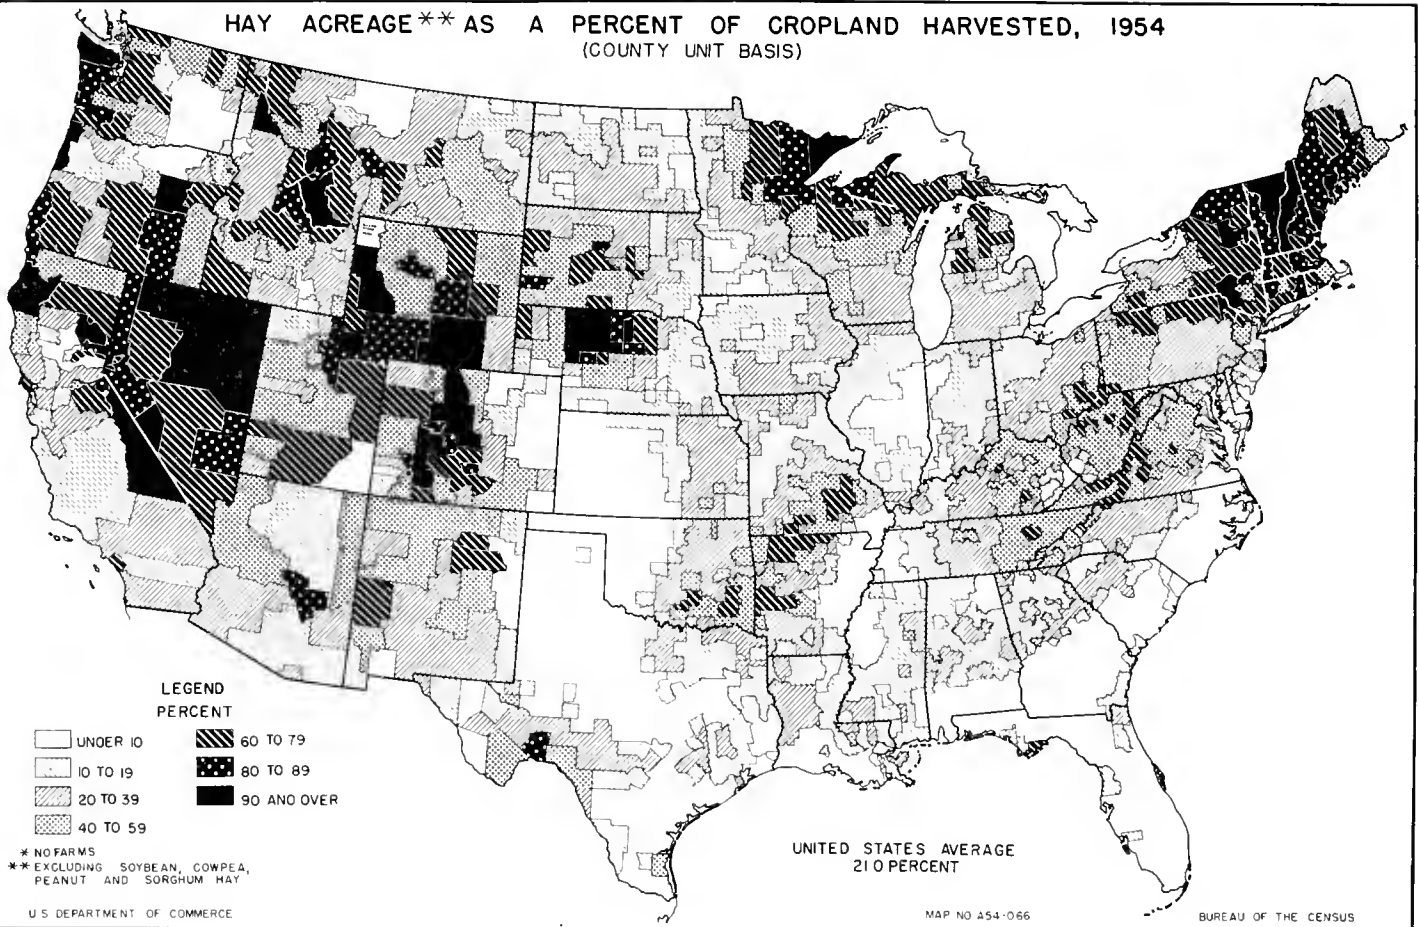 HAY ACREAGE** AS A PERCENT OF CROPLAND HARVESTED, 1954
(COUNTY UNIT BASIS)
LEGEND
PERCENT
UNDER 10
10 TO 19
20 TO 39
40 TO 59
60 TO 79
80 TO 89
90 AND OVER
* NO FARMS
** EXCLUDING SOYBEAN, COWPEA,
PEANUT AND SORGHUM HAY
UNITED STATES AVERAGE
21 0 PERCENT
U S DEPARTMENT OF COMMERCE
MAP NO A54-066
BUREAU OF THE CENSUS